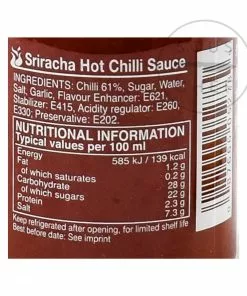 Sriracha Hot Chilli Sauce
INGREDIENTS: Chilli 61%, Sugar, Water,
Salt, Garlic, Flavour Enhancer: E621,
Stabilizer: E415, Acidity regulator: E260,
E330; Preservative: E202.
NUTRITIONAL INFORMATION
Typical values per 100 ml
Energy 585 kJ / 139 kcal
Fat 1.2 g
of which saturates 0.2 g
Carbohydrate 28 g
of which sugars 22 g
Protein 2.3 g
Salt 7.3 g
Keep refrigerated after opening, for limited shelf life
Best before date: See imprint